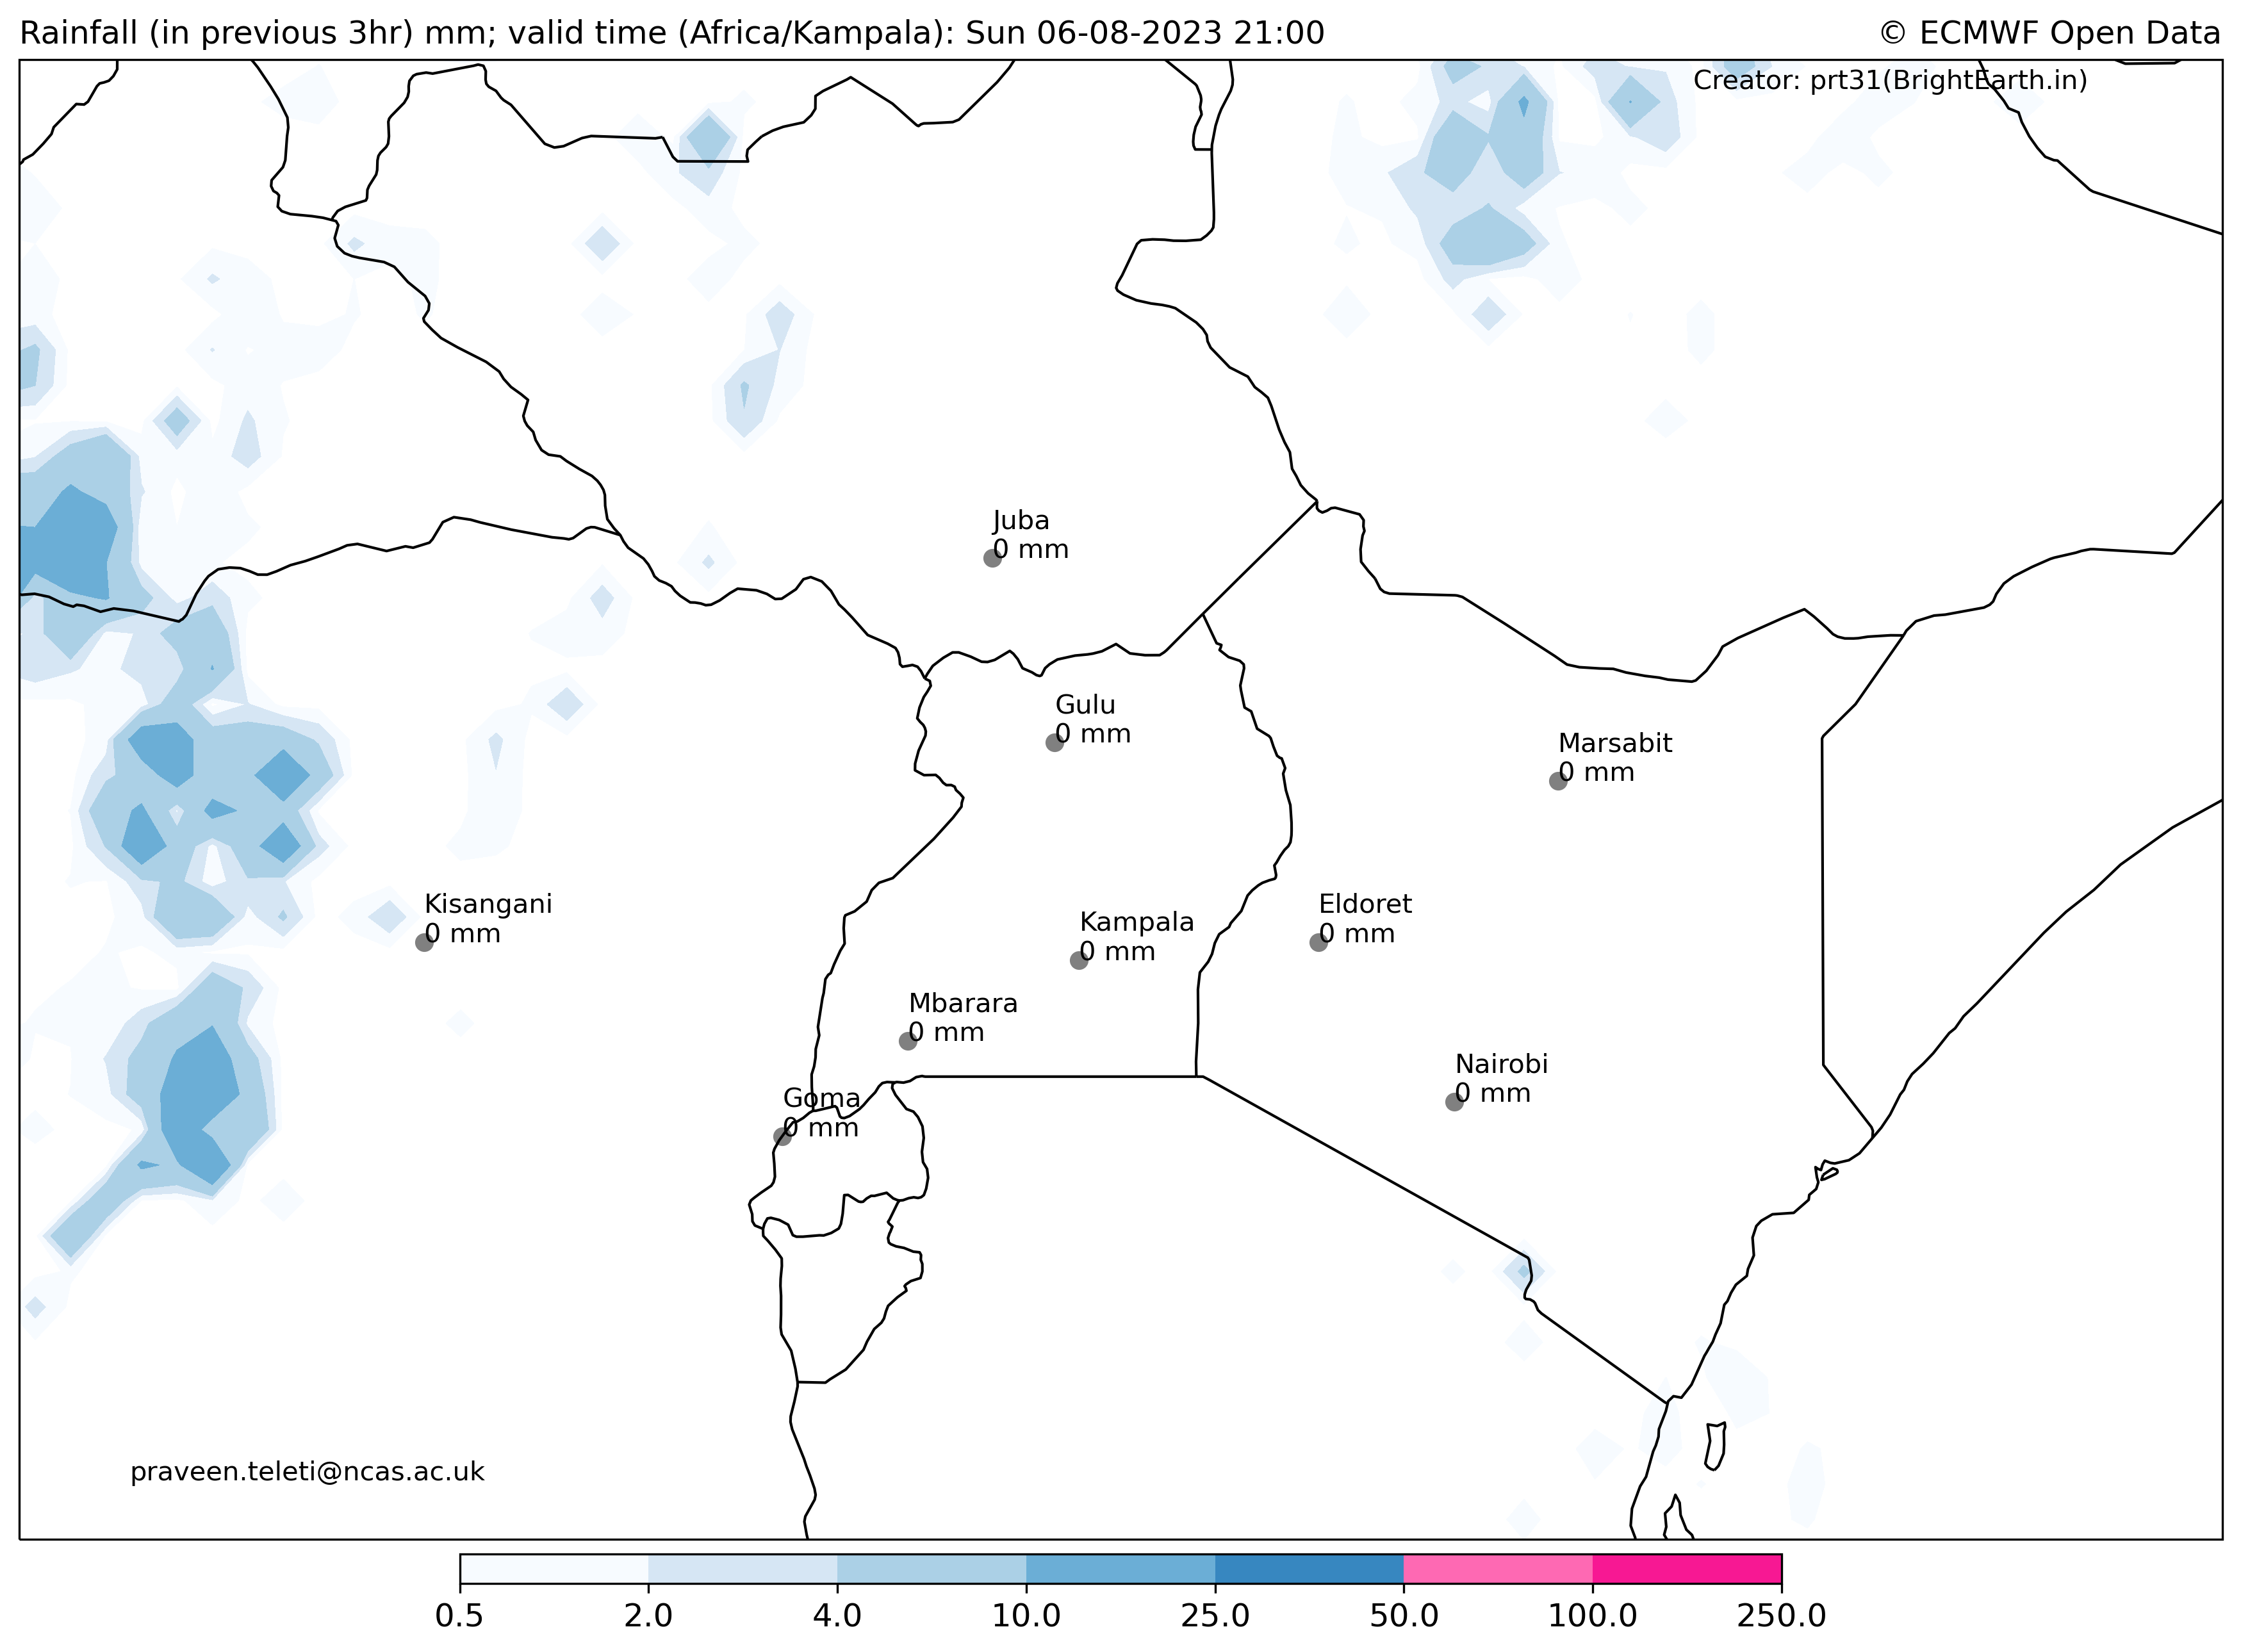 Rainfall (in previous 3hr) mm; valid time (Africa/Kampala): Sun 06-08-2023 21:00
© ECMWF Open Data
Creator: prt31(BrightEarth.in)
Juba
0 mm
Gulu
0 mm
Marsabit
0 mm
Kisangani
0 mm
Eldoret
0 mm
Kampala
0 mm
Mbarara
0 mm
Nairobi
0 mm
Goma
0 mm
praveen.teleti@ncas.ac.uk
0.5 2.0 4.0 10.0 25.0 50.0 100.0 250.0